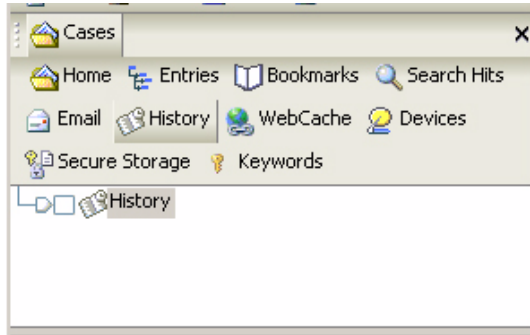 Cases
Home Entries Bookmarks Search Hits
Email History WebCache Devices
Secure Storage Keywords
History